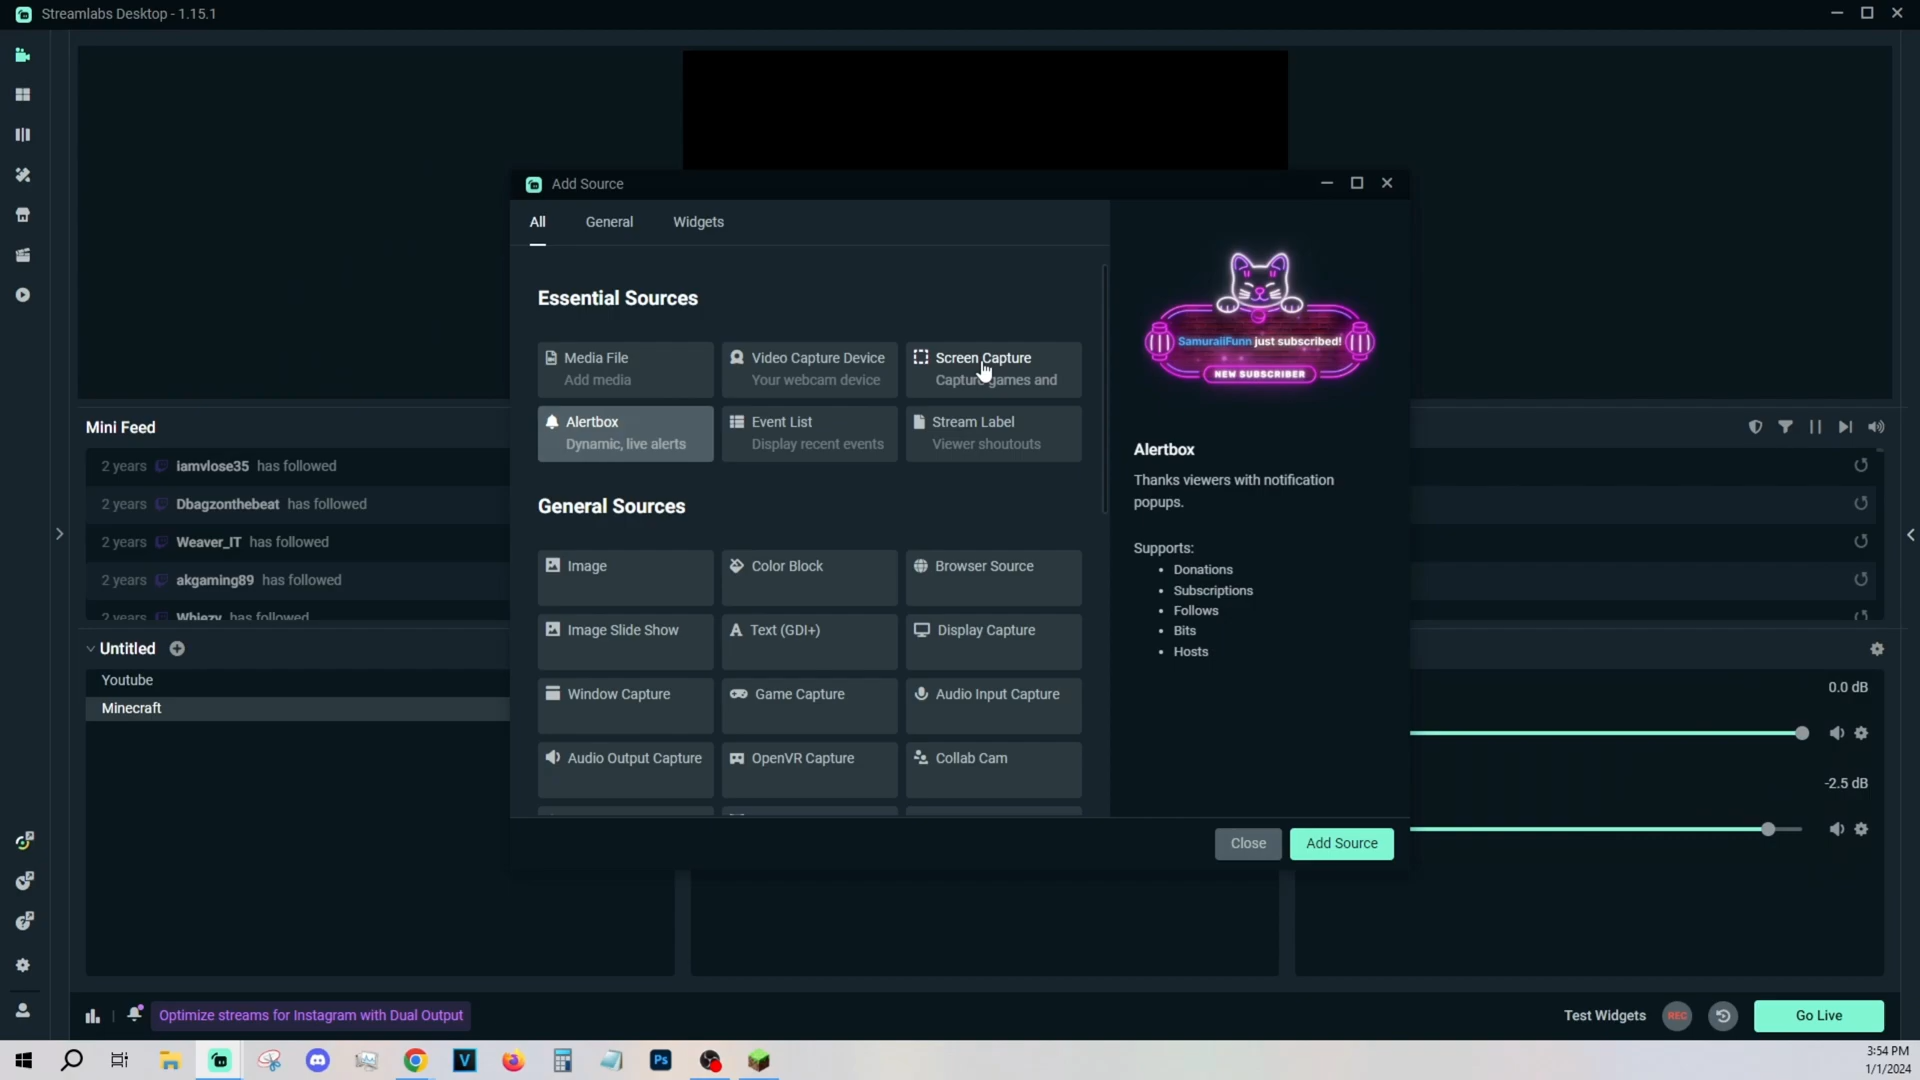 Streamlabs Desktop - 1.15.1
Add Source
All
General
Widgets
Essential Sources
Media File
Add media
Video Capture Device
Your webcam device
Screen Capture
Capture games and
Alertbox
Dynamic, live alerts
Event List
Display recent events
Stream Label
Viewer shoutouts
General Sources
Image
Color Block
Browser Source
Image Slide Show
Text (GDI+)
Display Capture
Window Capture
Game Capture
Audio Input Capture
Audio Output Capture
OpenVR Capture
Collab Cam
SamuraiiFunn just subscribed!
NEW SUBSCRIBER
Alertbox
Thanks viewers with notification
popups.
Supports:
• Donations
• Subscriptions
• Follows
• Bits
• Hosts
Close
Add Source
Mini Feed
2 years iamvlose35 has followed
2 years Dbagzonthebeat has followed
2 years Weaver_IT has followed
2 years akgaming89 has followed
2 years Whiezy has followed
Untitled
Youtube
Minecraft
0.0 dB
-2.5 dB
Optimize streams for Instagram with Dual Output
Test Widgets
REC
Go Live
V
Ps
3:54 PM
1/1/2024